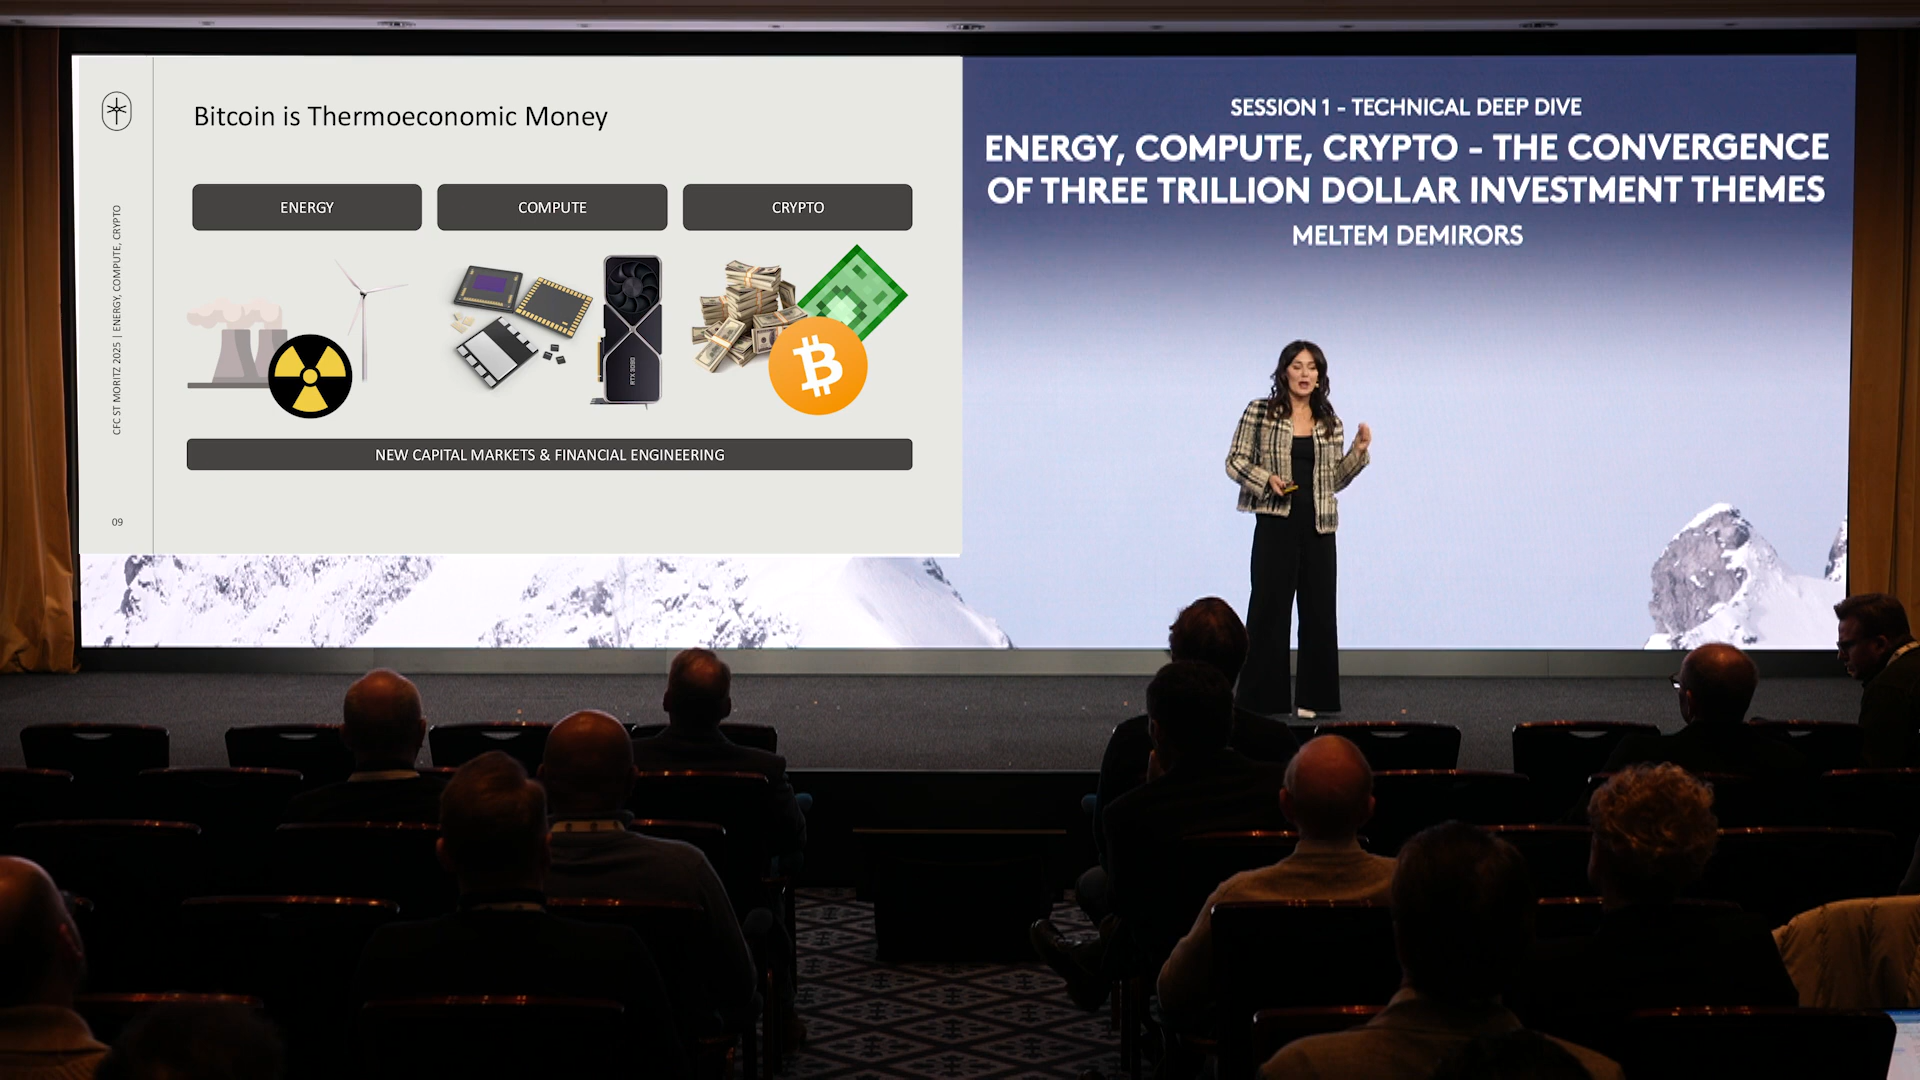 Bitcoin is Thermoeconomic Money
ENERGY
COMPUTE
CRYPTO
RTX 3080
NEW CAPITAL MARKETS & FINANCIAL ENGINEERING
CFC ST MORITZ 2025 | ENERGY, COMPUTE, CRYPTO
09
SESSION 1 - TECHNICAL DEEP DIVE
ENERGY, COMPUTE, CRYPTO - THE CONVERGENCE
OF THREE TRILLION DOLLAR INVESTMENT THEMES
MELTEM DEMIRORS